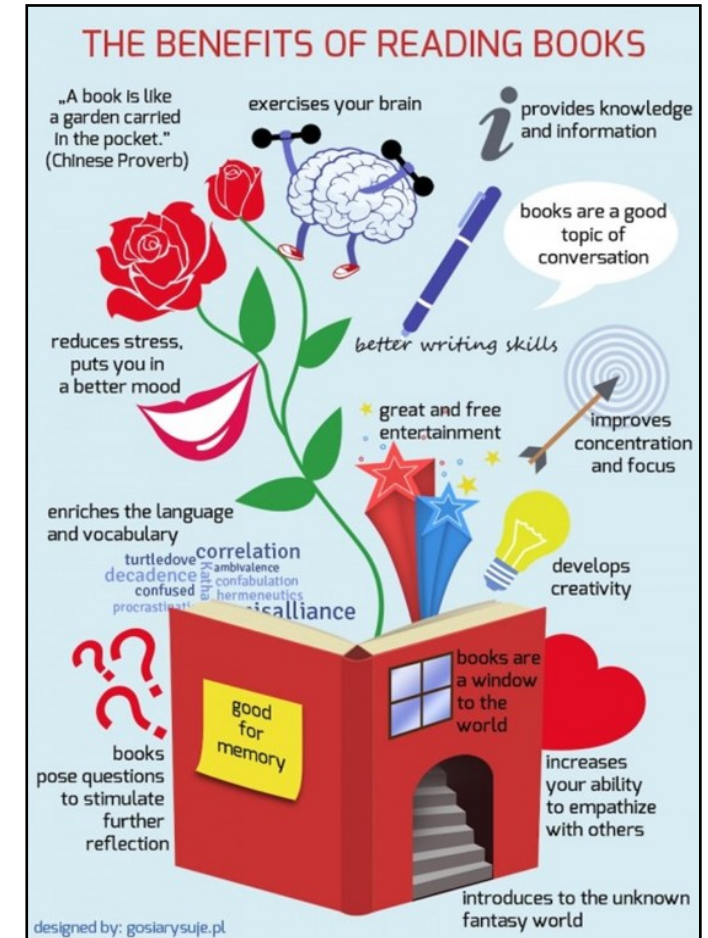 THE BENEFITS OF READING BOOKS
„A book is like
a garden carried
in the pocket.”
(Chinese Proverb)
exercises your brain
provides knowledge
and information
books are a good
topic of
conversation
better writing skills
reduces stress,
puts you in
a better mood
great and free
entertainment
improves
concentration
and focus
enriches the language
and vocabulary
turtledove
correlation
decadence
ambivalence
Katha
confused
confabulation
hermeneutics
develops
creativity
good
for
memory
books are
a window
to the
world
books
pose questions
to stimulate
further
reflection
increases
your ability
to empathize
with others
introduces to the unknown
fantasy world
designed by: gosiarysuje.pl